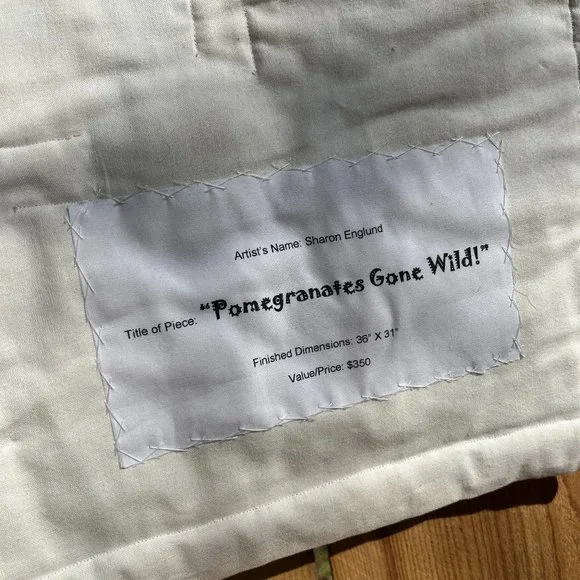 Artist's Name: Sharon Englund
Title of Piece: "Pomegranates Gone Wild!"
Finished Dimensions: 36" X 31"
Value/Price: $350